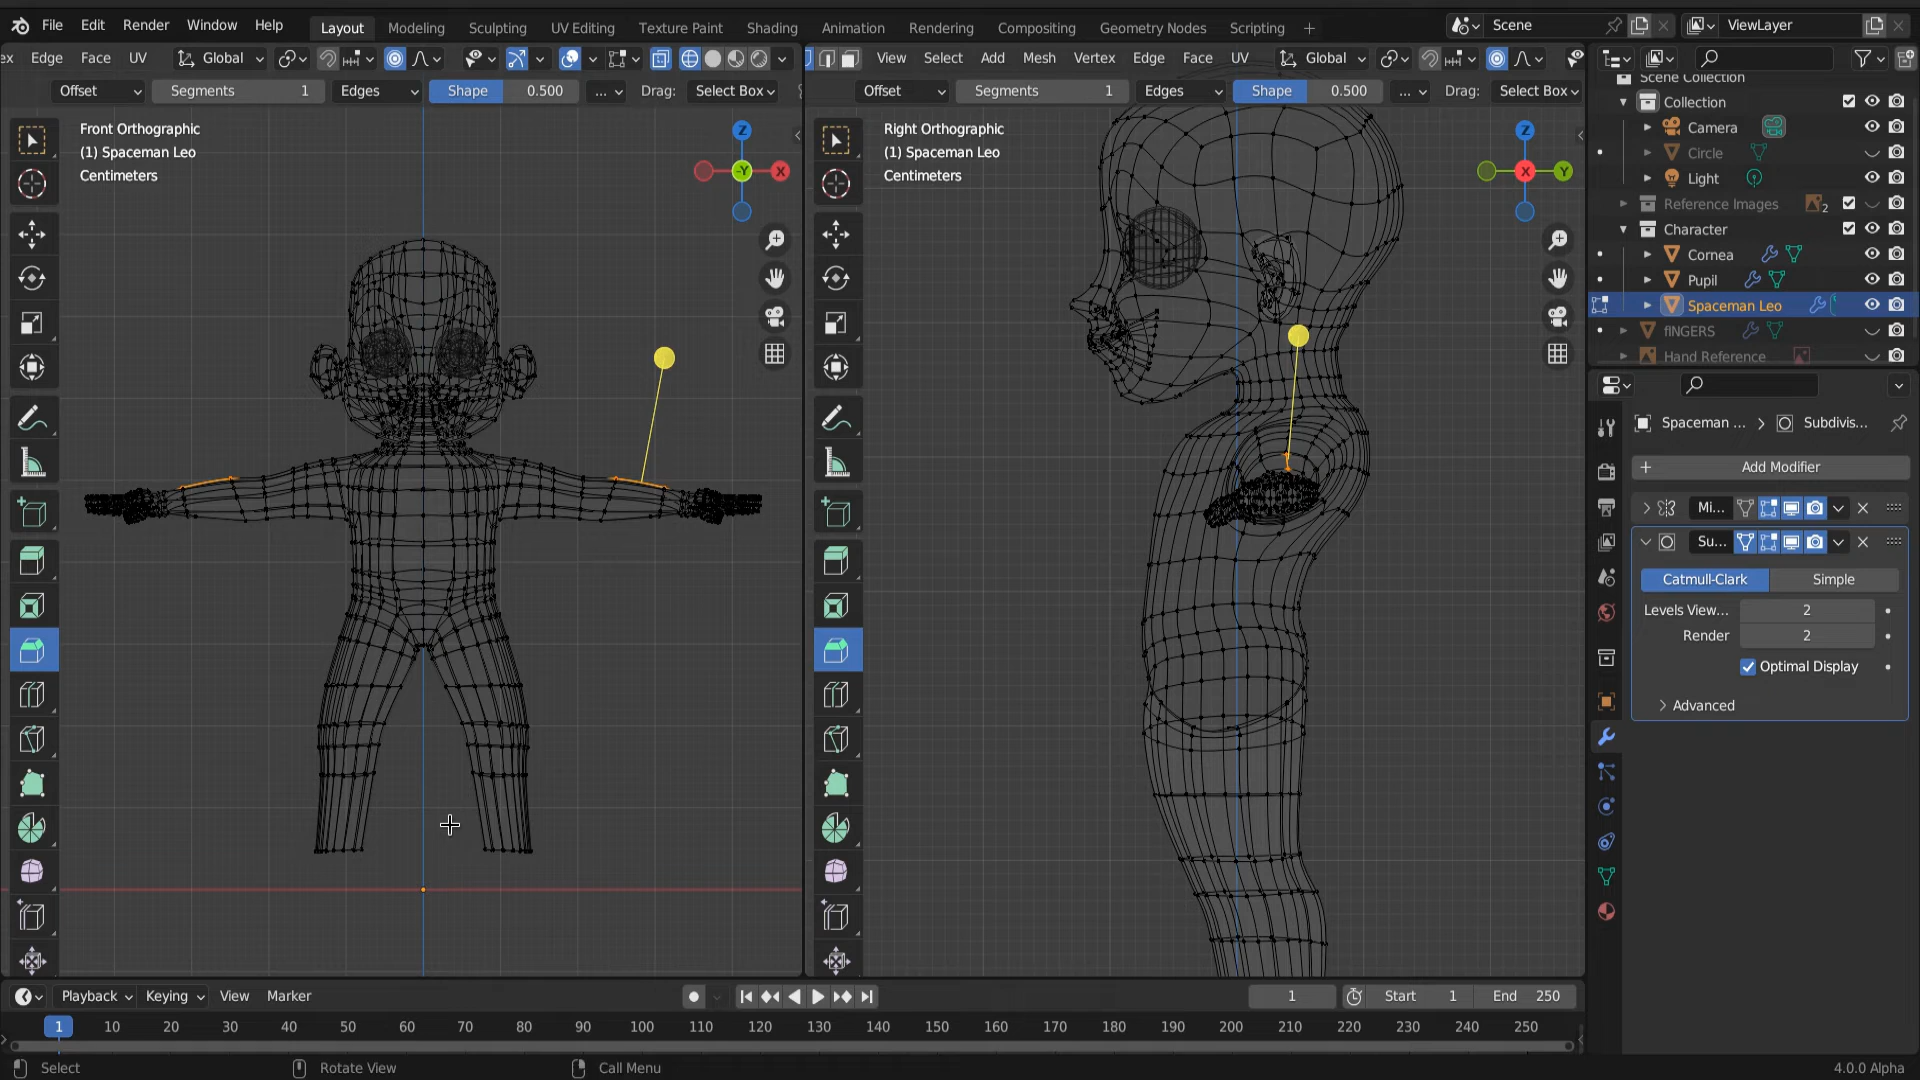 File Edit Render Window Help Layout Modeling Sculpting UV Editing Texture Paint Shading Animation Rendering Compositing Geometry Nodes Scripting + Scene ViewLayer
ex Edge Face UV Global View Select Add Mesh Vertex Edge Face UV Global
Offset Segments 1 Edges Shape 0.500 ... Drag: Select Box Offset Segments 1 Edges Shape 0.500 ... Drag: Select Box
Front Orthographic
(1) Spaceman Leo
Centimeters
Z
-Y
X
Right Orthographic
(1) Spaceman Leo
Centimeters
Z
X
Y
Scene Collection
Collection
Camera
Circle
Light
Reference Images 2
Character
Cornea
Pupil
Spaceman Leo
fINGERS
Hand Reference
Spaceman ... > Subdivis...
+ Add Modifier
Mi...
Su...
Catmull-Clark Simple
Levels View... 2
Render 2
Optimal Display
Advanced
Playback Keying View Marker 1 Start 1 End 250
1 10 20 30 40 50 60 70 80 90 100 110 120 130 140 150 160 170 180 190 200 210 220 230 240 250
Select Rotate View Call Menu 4.0.0 Alpha